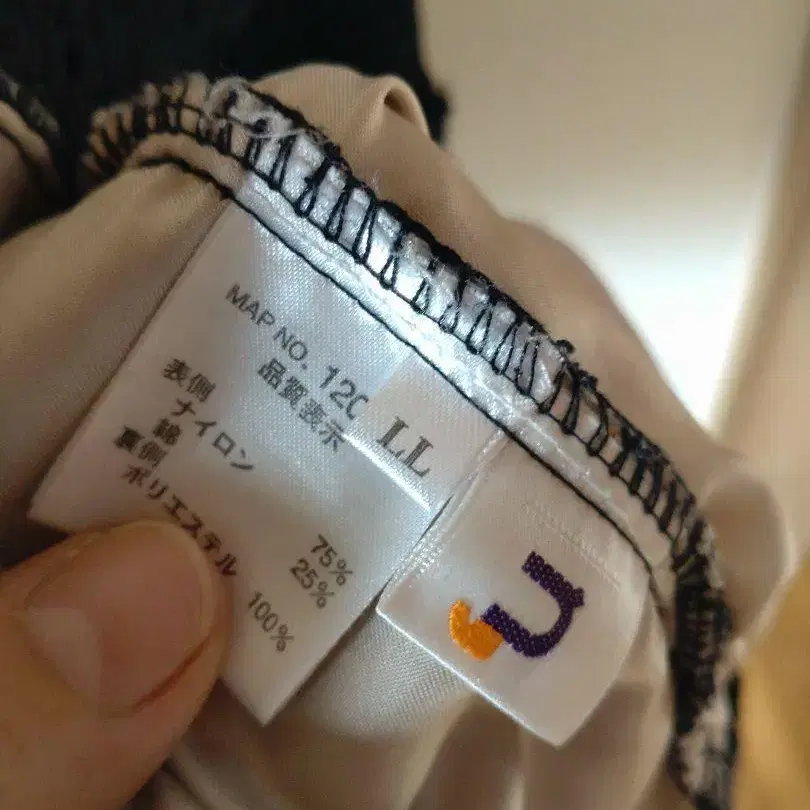 MAP NO. 120
品質表示
表側
ナイロン 75%
綿 25%
裏側
ポリエステル 100%
LL